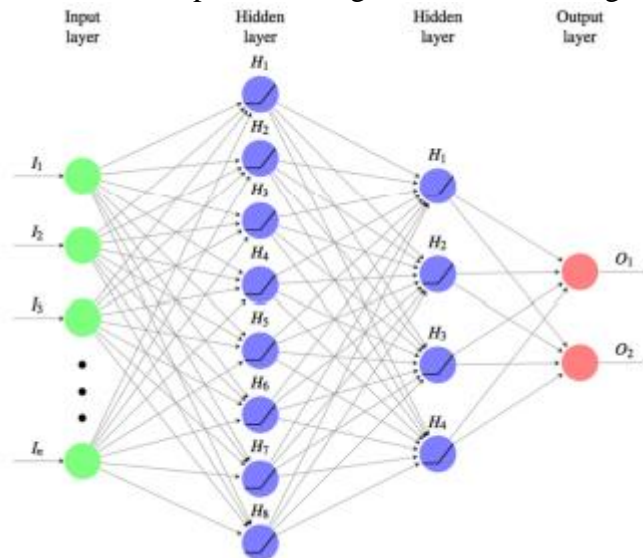 Input
layer
Hidden
layer
Hidden
layer
Output
layer
H1
H2
H3
H4
H5
H6
H7
H8
I1
I2
I3
In
H1
H2
H3
H4
O1
O2